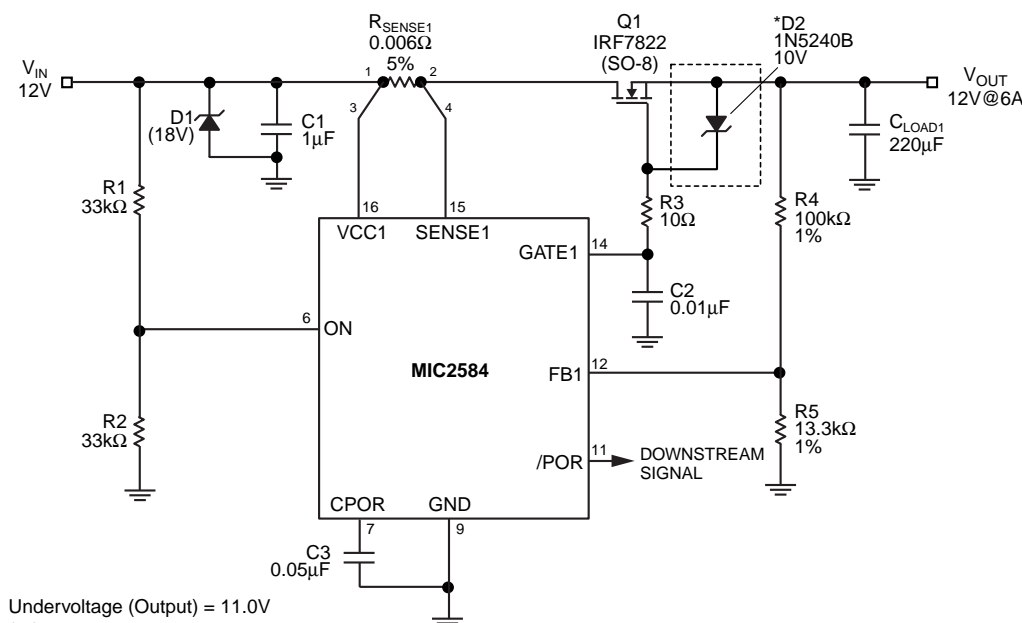 R_SENSE1
0.006Ω
5%
Q1
IRF7822
(SO-8)
*D2
1N5240B
10V
V_IN
12V
1
2
3
4
V_OUT
12V@6A
D1
(18V)
C1
1µF
C_LOAD1
220µF
R1
33kΩ
16
15
VCC1
SENSE1
R3
10Ω
R4
100kΩ
1%
GATE1
14
C2
0.01µF
6
ON
MIC2584
FB1
12
R2
33kΩ
R5
13.3kΩ
1%
/POR
11
DOWNSTREAM
SIGNAL
CPOR
GND
7
9
C3
0.05µF
Undervoltage (Output) = 11.0V